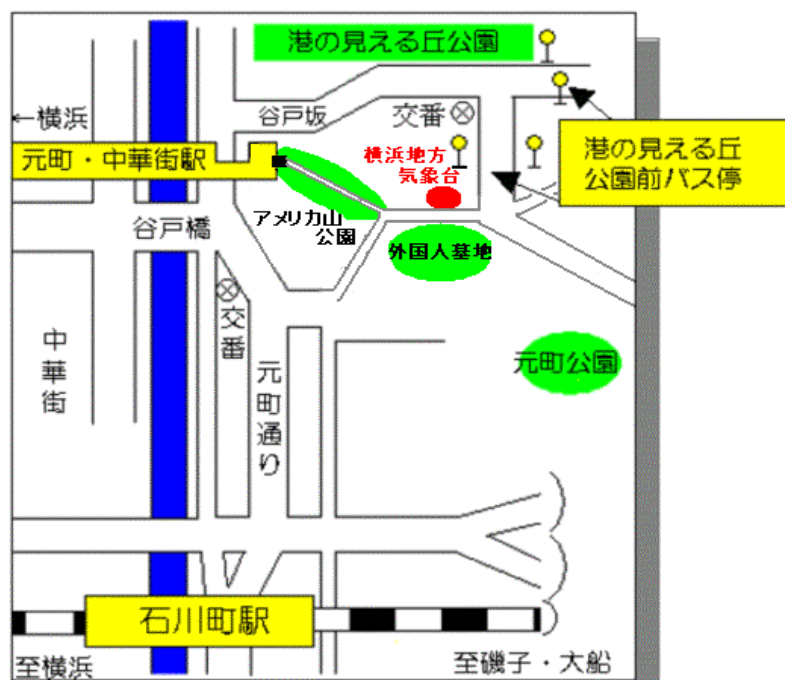 港の見える丘公園
←横浜
谷戸坂
交番
元町・中華街駅
横浜地方
気象台
港の見える丘
公園前バス停
アメリカ山
公園
谷戸橋
外国人墓地
交番
中華街
元町通り
元町公園
石川町駅
至横浜
至磯子・大船